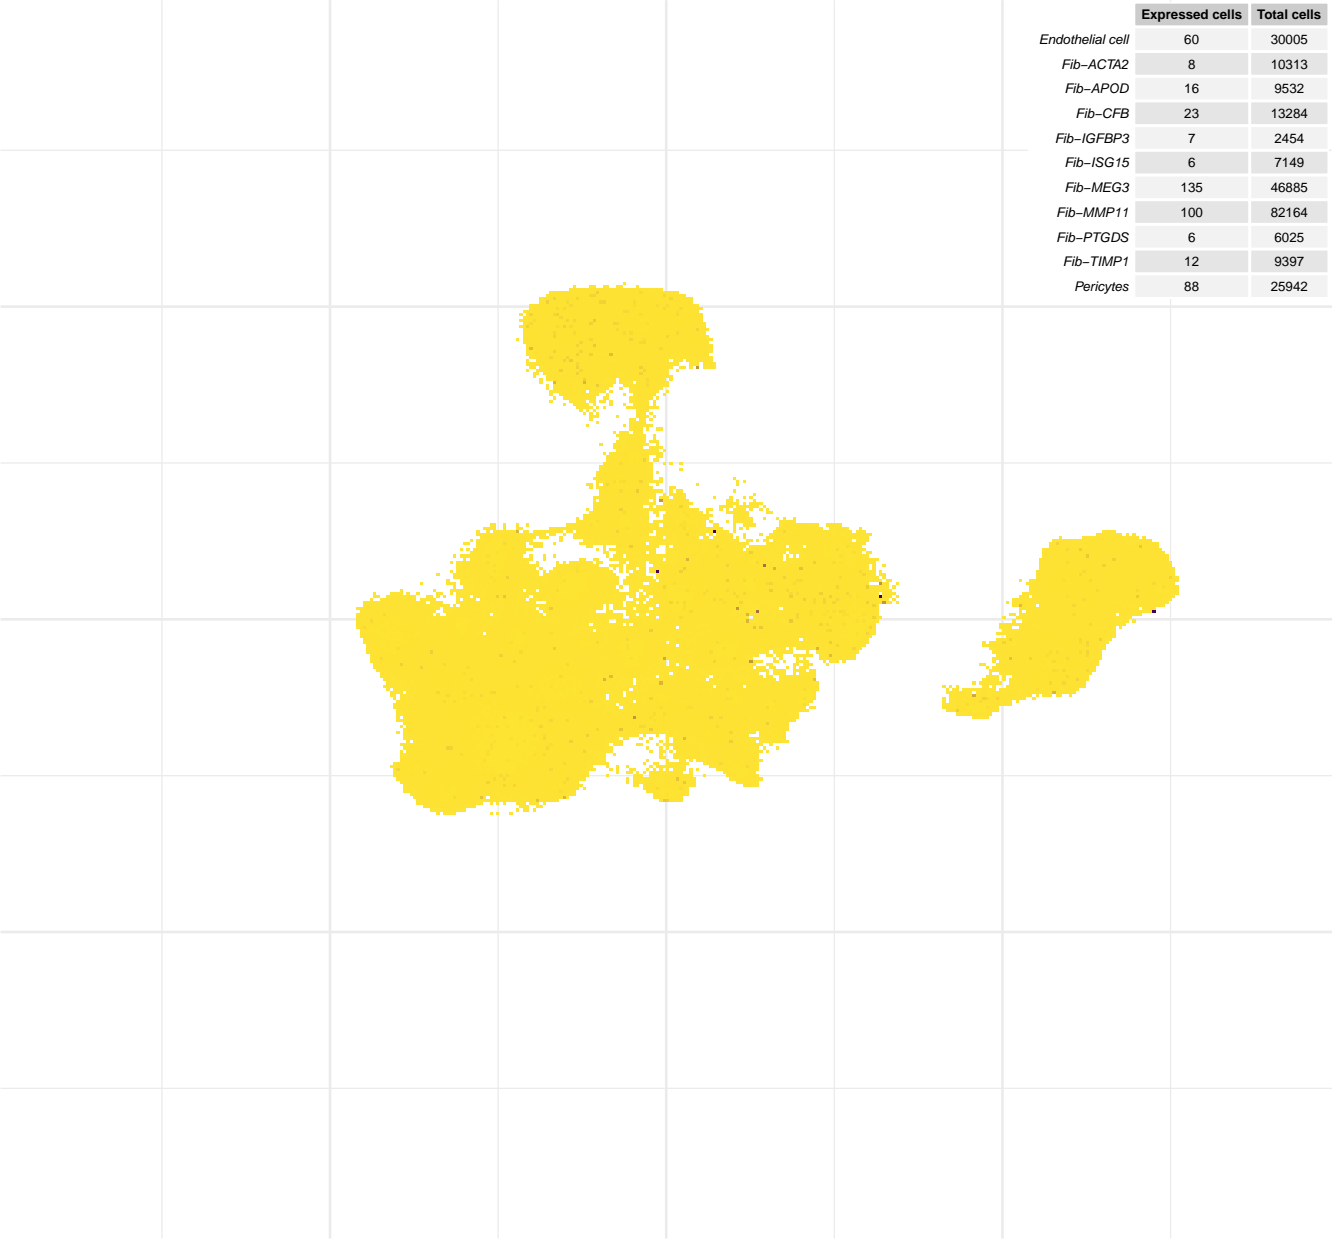 Expressed cells Total cells
Endothelial cell 60 30005
Fib−ACTA2 8 10313
Fib−APOD 16 9532
Fib−CFB 23 13284
Fib−IGFBP3 7 2454
Fib−ISG15 6 7149
Fib−MEG3 135 46885
Fib−MMP11 100 82164
Fib−PTGDS 6 6025
Fib−TIMP1 12 9397
Pericytes 88 25942